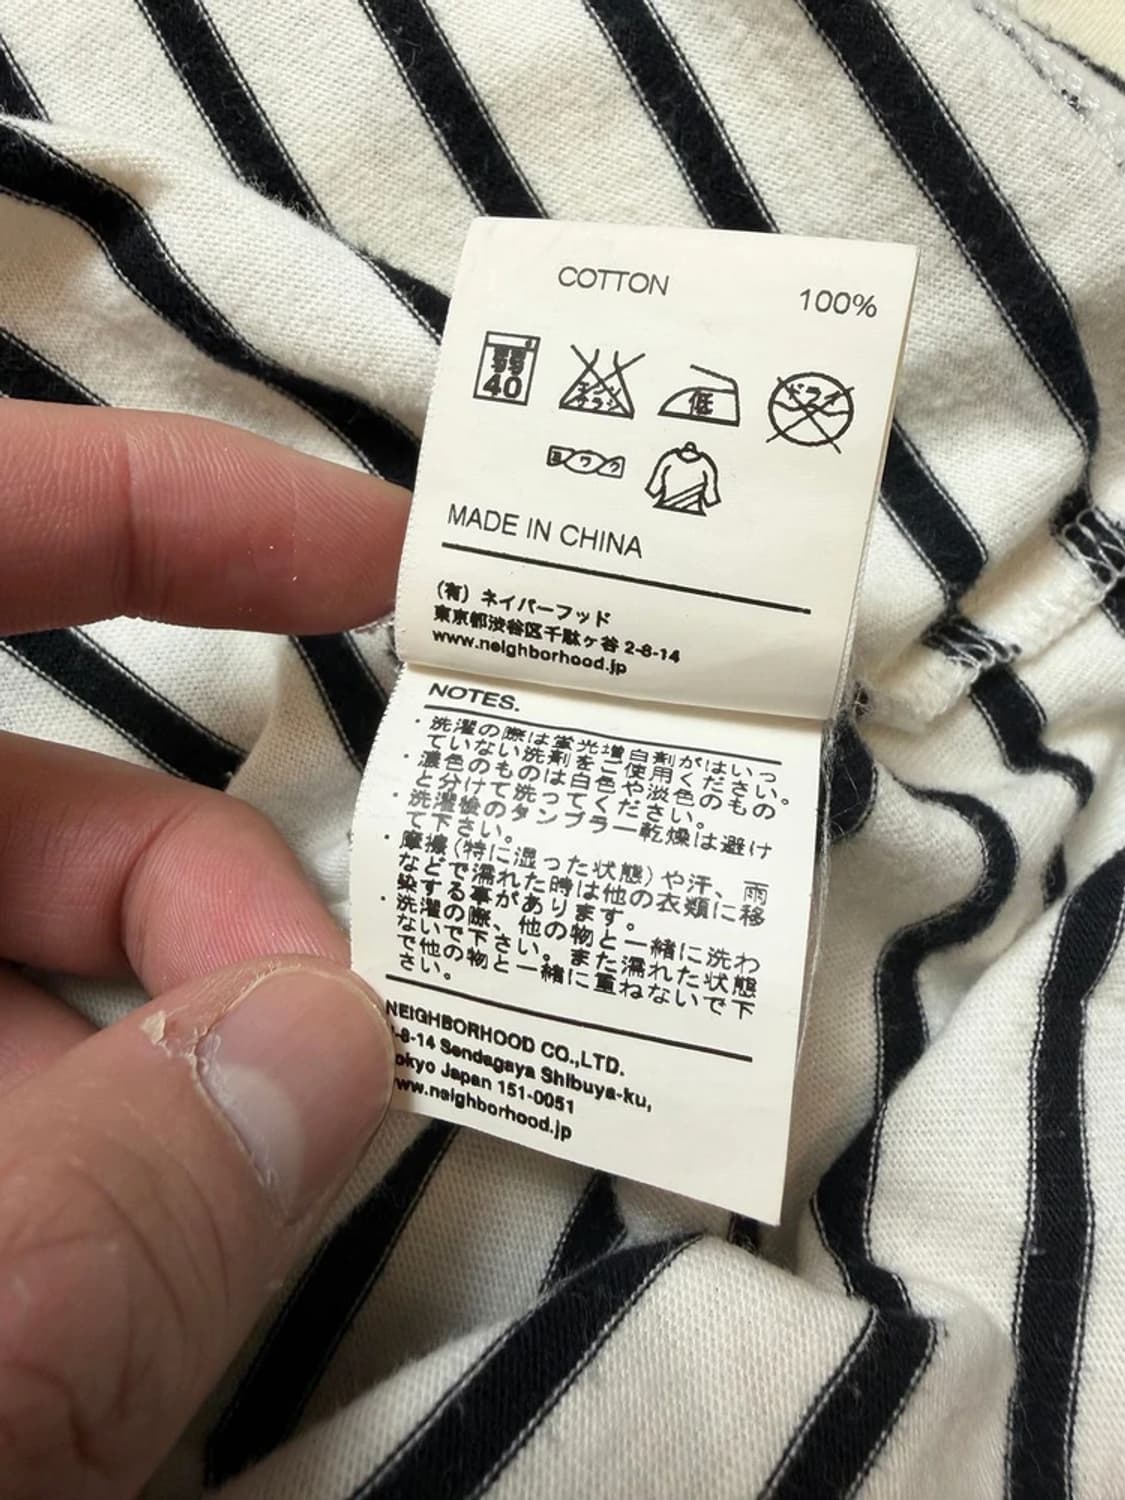 COTTON 100%
弱
40
エンソ
サラシ
低
ドライ
ヨワク
MADE IN CHINA
(有) ネイバーフッド
東京都渋谷区千駄ヶ谷 2-8-14
www.neighborhood.jp
NOTES.
・洗濯の際は蛍光増白剤がはいっ
ていない洗剤をご使用ください。
・濃色のものは白色や淡色のもの
と分けて洗ってください。
・洗濯後のタンブラー乾燥は避け
て下さい。
・摩擦(特に湿った状態)や汗、雨
などで濡れた時は他の衣類に移
染する事があります。
・洗濯の際、他の物と一緒に洗わ
ないで下さい。また濡れた状態
で他の物と一緒に重ねないで下
さい。
NEIGHBORHOOD CO.,LTD.
-8-14 Sendagaya Shibuya-ku,
okyo Japan 151-0051
ww.neighborhood.jp